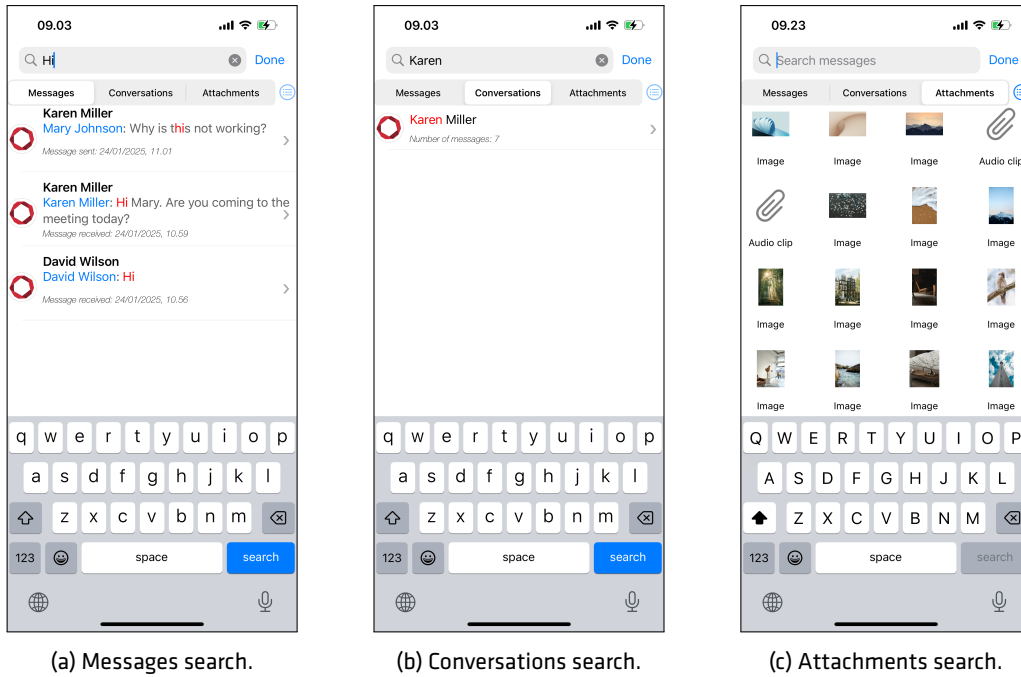 09.03
Hi
Done
Messages Conversations Attachments
Karen Miller
Mary Johnson: Why is this not working?
Message sent: 24/01/2025, 11.01
Karen Miller
Karen Miller: Hi Mary. Are you coming to the
meeting today?
Message received: 24/01/2025, 10.59
David Wilson
David Wilson: Hi
Message received: 24/01/2025, 10.56
q w e r t y u i o p
a s d f g h j k l
z x c v b n m
123 space search
(a) Messages search.
09.03
Karen
Done
Messages Conversations Attachments
Karen Miller
Number of messages: 7
q w e r t y u i o p
a s d f g h j k l
z x c v b n m
123 space search
(b) Conversations search.
09.23
Search messages
Done
Messages Conversations Attachments
Image Image Image Audio clip
Audio clip Image Image Image
Image Image Image Image
Image Image Image Image
Q W E R T Y U I O P
A S D F G H J K L
Z X C V B N M
123 space search
(c) Attachments search.